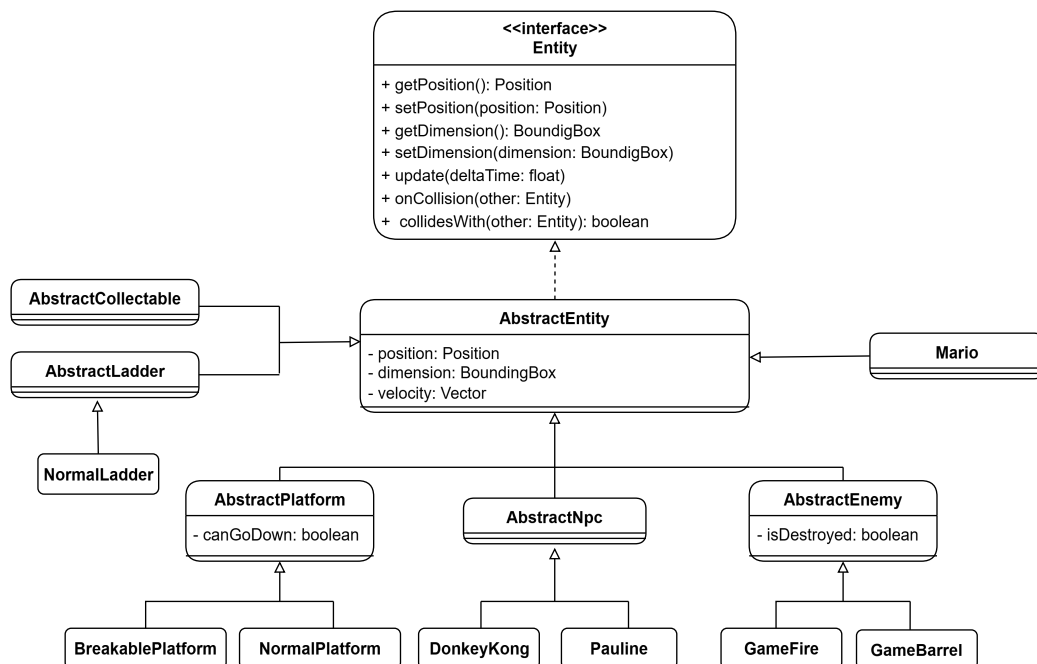 <<interface>>
Entity
+ getPosition(): Position
+ setPosition(position: Position)
+ getDimension(): BoundigBox
+ setDimension(dimension: BoundigBox)
+ update(deltaTime: float)
+ onCollision(other: Entity)
+ collidesWith(other: Entity): boolean
AbstractCollectable
AbstractLadder
NormalLadder
AbstractEntity
- position: Position
- dimension: BoundingBox
- velocity: Vector
Mario
AbstractPlatform
- canGoDown: boolean
AbstractNpc
AbstractEnemy
- isDestroyed: boolean
BreakablePlatform
NormalPlatform
DonkeyKong
Pauline
GameFire
GameBarrel